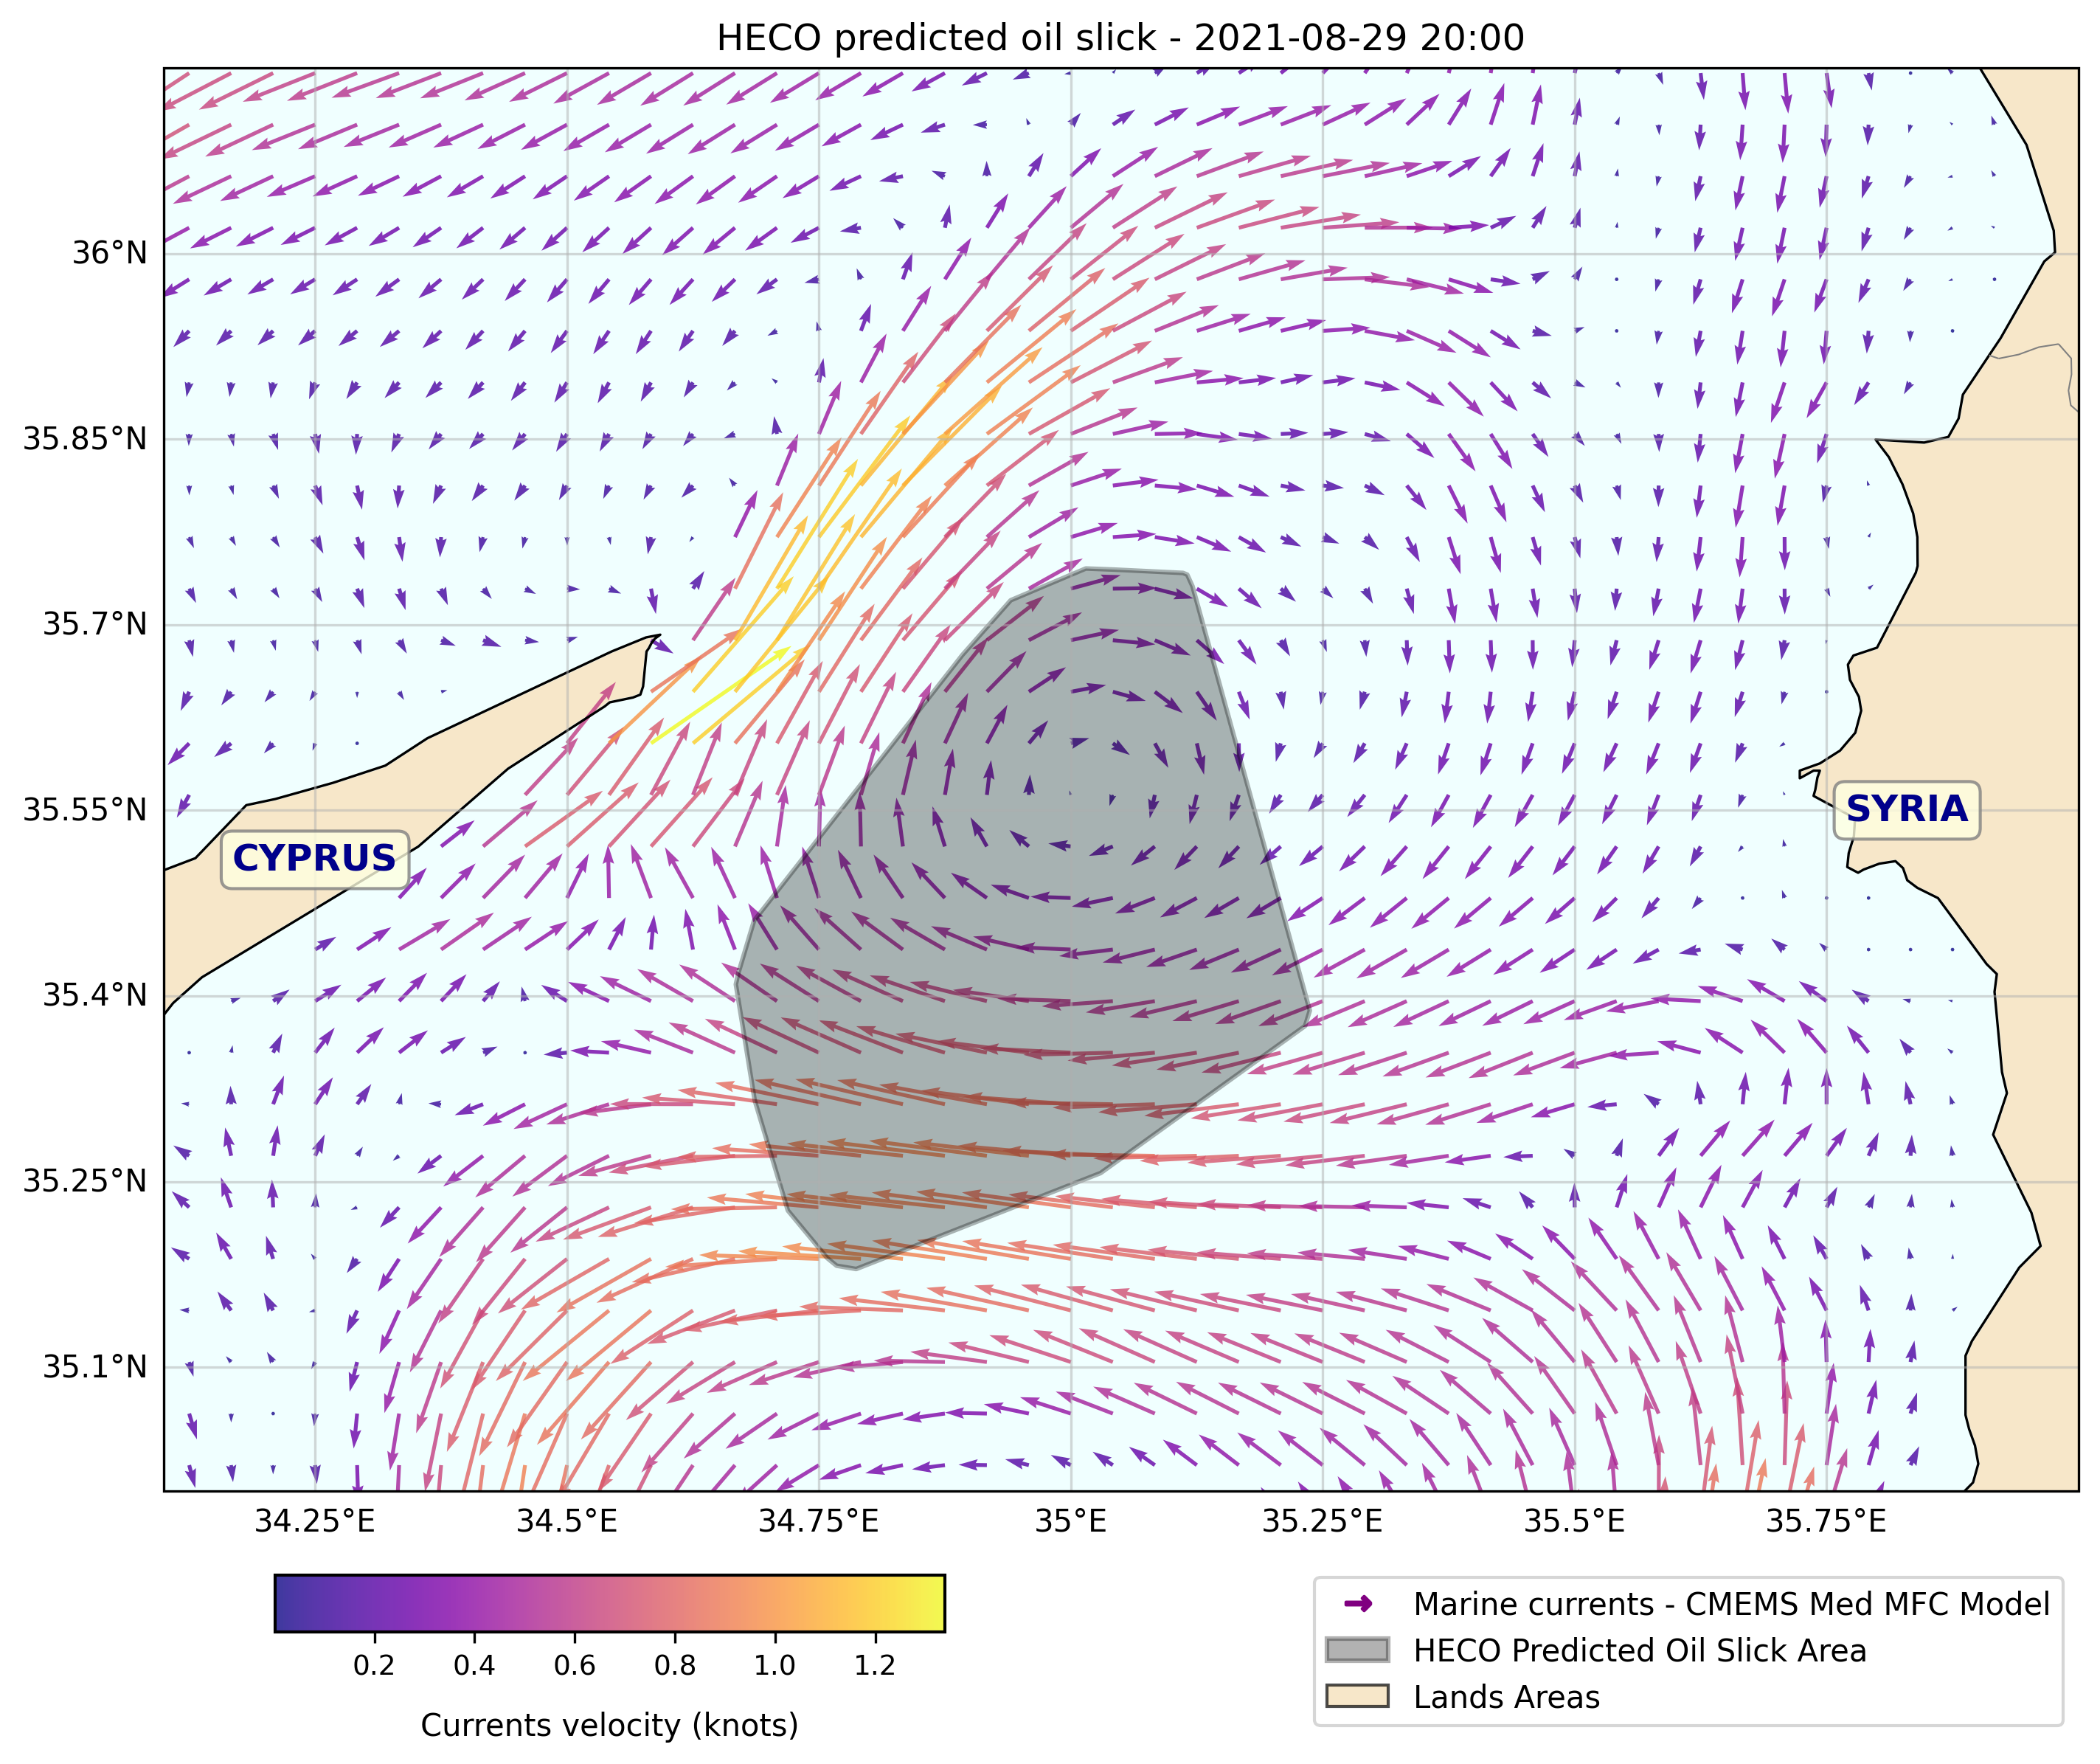 HECO predicted oil slick - 2021-08-29 20:00
36°N
35.85°N
35.7°N
35.55°N
35.4°N
35.25°N
35.1°N
CYPRUS
SYRIA
34.25°E 34.5°E 34.75°E 35°E 35.25°E 35.5°E 35.75°E
0.2 0.4 0.6 0.8 1.0 1.2
Currents velocity (knots)
Marine currents - CMEMS Med MFC Model
HECO Predicted Oil Slick Area
Lands Areas